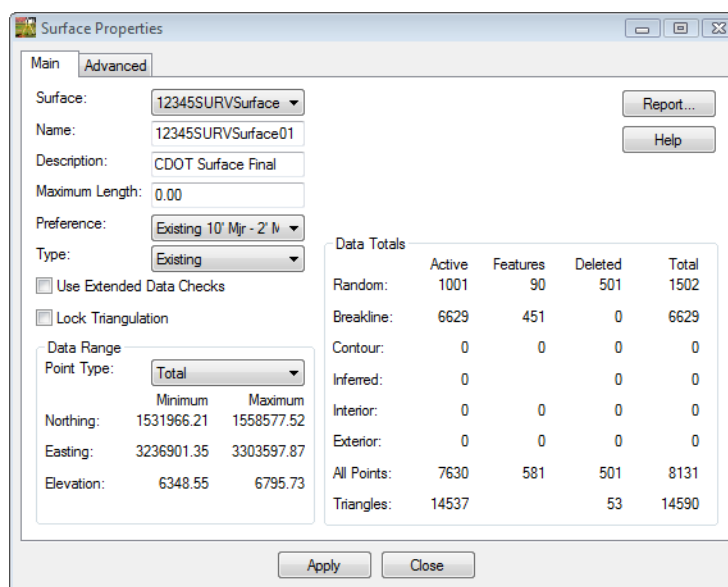 Surface Properties
Main Advanced
Surface: 12345SURVSurface Report...
Name: 12345SURVSurface01 Help
Description: CDOT Surface Final
Maximum Length: 0.00
Preference: Existing 10' Mjr - 2' M
Type: Existing
Use Extended Data Checks
Lock Triangulation
Data Range
Point Type: Total
Minimum Maximum
Northing: 1531966.21 1558577.52
Easting: 3236901.35 3303597.87
Elevation: 6348.55 6795.73
Data Totals
Active Features Deleted Total
Random: 1001 90 501 1502
Breakline: 6629 451 0 6629
Contour: 0 0 0 0
Inferred: 0 0 0
Interior: 0 0 0 0
Exterior: 0 0 0 0
All Points: 7630 581 501 8131
Triangles: 14537 53 14590
Apply Close